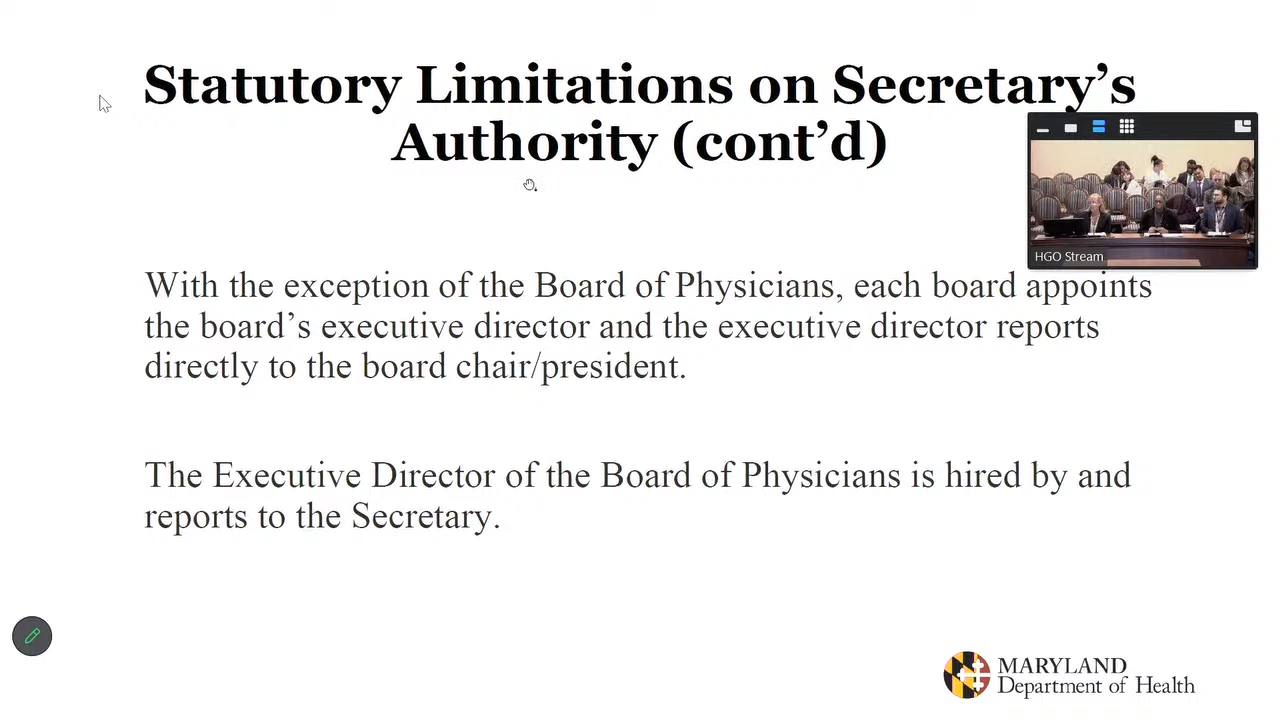 Statutory Limitations on Secretary’s
Authority (cont’d)
HGO Stream
With the exception of the Board of Physicians, each board appoints
the board’s executive director and the executive director reports
directly to the board chair/president.
The Executive Director of the Board of Physicians is hired by and
reports to the Secretary.
MARYLAND
Department of Health